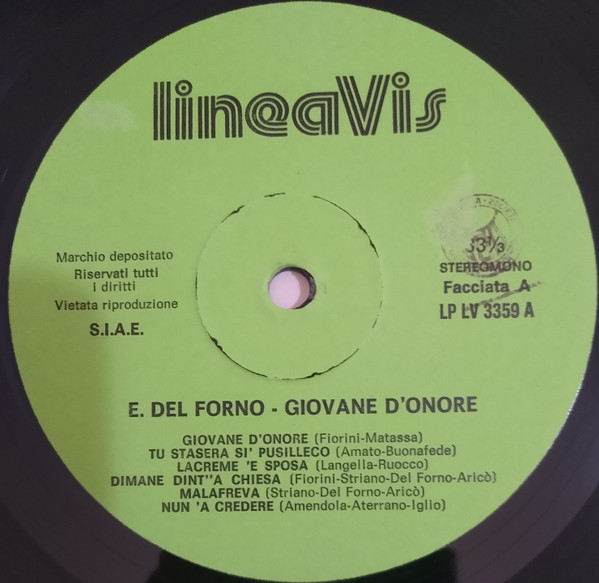 lineaVis
Marchio depositato
Riservati tutti
i diritti
Vietata riproduzione
S.I.A.E.
33⅓
STEREOMONO
Facciata A
LP LV 3359 A
E. DEL FORNO - GIOVANE D'ONORE
GIOVANE D'ONORE (Fiorini-Matassa)
TU STASERA SI' PUSILLECO (Amato-Buonafede)
LACREME 'E SPOSA (Langella-Ruocco)
DIMANE DINT''A CHIESA (Fiorini-Striano-Del Forno-Aricò)
MALAFREVA (Striano-Del Forno-Aricò)
NUN 'A CREDERE (Amendola-Aterrano-Iglio)